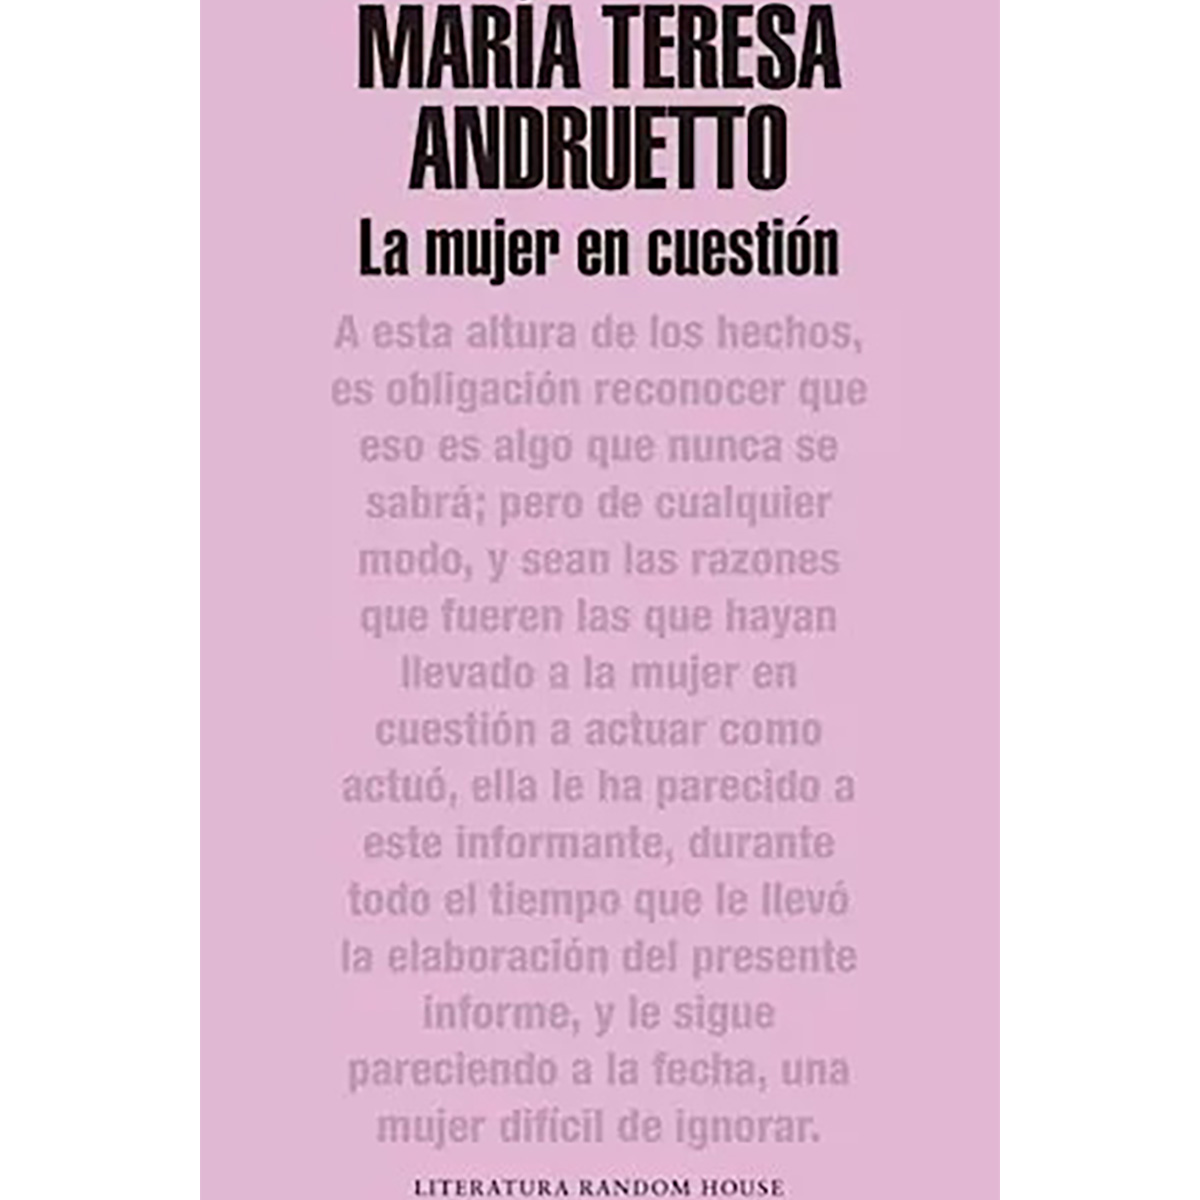 MARÍA TERESA
ANDRUETTO
La mujer en cuestión
A esta altura de los hechos,
es obligación reconocer que
eso es algo que nunca se
sabrá; pero de cualquier
modo, y sean las razones
que fueren las que hayan
llevado a la mujer en
cuestión a actuar como
actuó, ella le ha parecido a
este informante, durante
todo el tiempo que le llevó
la elaboración del presente
informe, y le sigue
pareciendo a la fecha, una
mujer difícil de ignorar.
LITERATURA RANDOM HOUSE